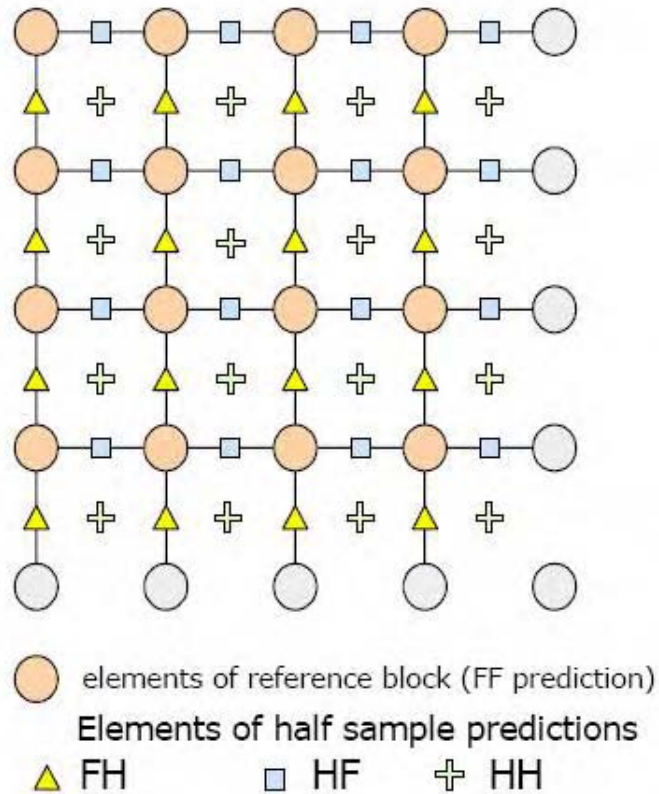 elements of reference block (FF prediction)
Elements of half sample predictions
FH HF HH